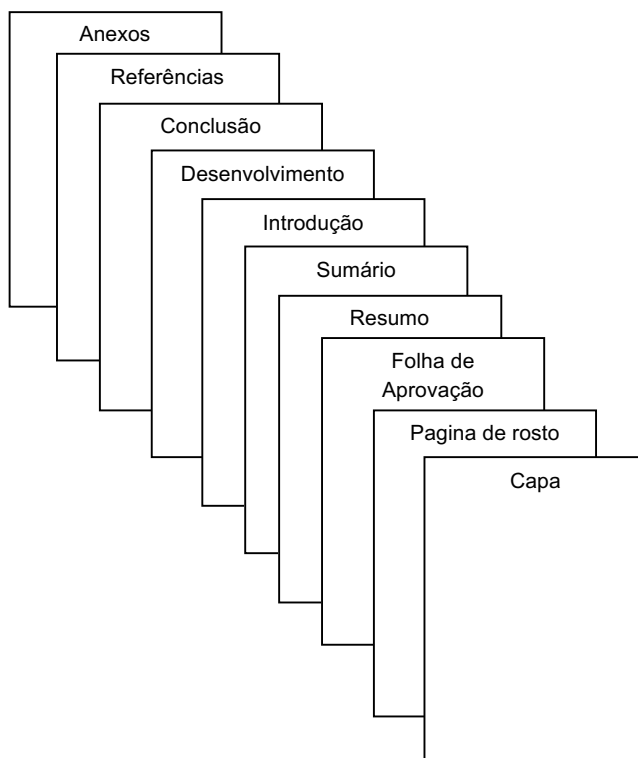 Anexos
Referências
Conclusão
Desenvolvimento
Introdução
Sumário
Resumo
Folha de
Aprovação
Pagina de rosto
Capa